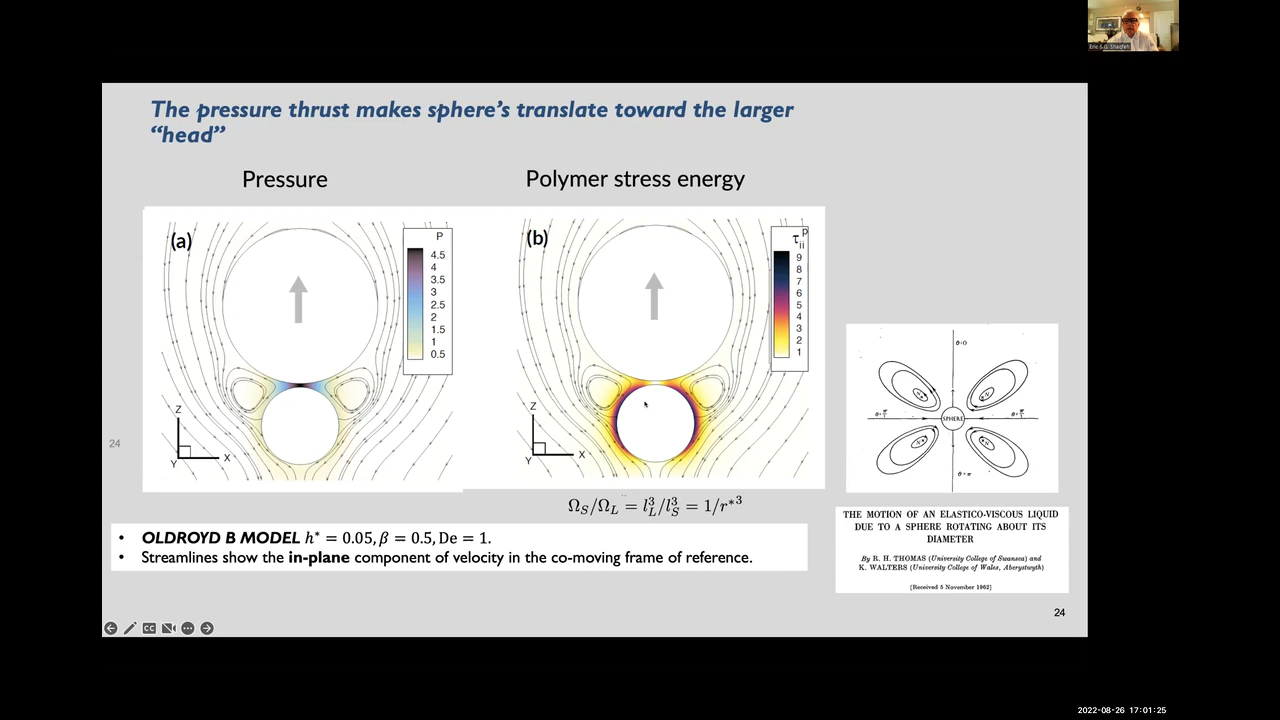 Eric S.G. Shaqfeh
The pressure thrust makes sphere's translate toward the larger
“head”
Pressure
Polymer stress energy
(a)
P
4.5
4
3.5
3
2.5
2
1.5
1
0.5
Z
Y
X
(b)
τ_ii^p
9
8
7
6
5
4
3
2
1
Z
Y
X
θ=0
SPHERE
θ=π
24
Ω_S/Ω_L = l_L^3/l_S^3 = 1/r*^3
• OLDROYD B MODEL h* = 0.05, β = 0.5, De = 1.
• Streamlines show the in-plane component of velocity in the co-moving frame of reference.
THE MOTION OF AN ELASTICO-VISCOUS LIQUID
DUE TO A SPHERE ROTATING ABOUT ITS
DIAMETER
By R. H. THOMAS (University College of Swansea) and
K. WALTERS (University College of Wales, Aberystwyth)
[Received 5 November 1962]
24
CC
2022-08-26 17:01:25